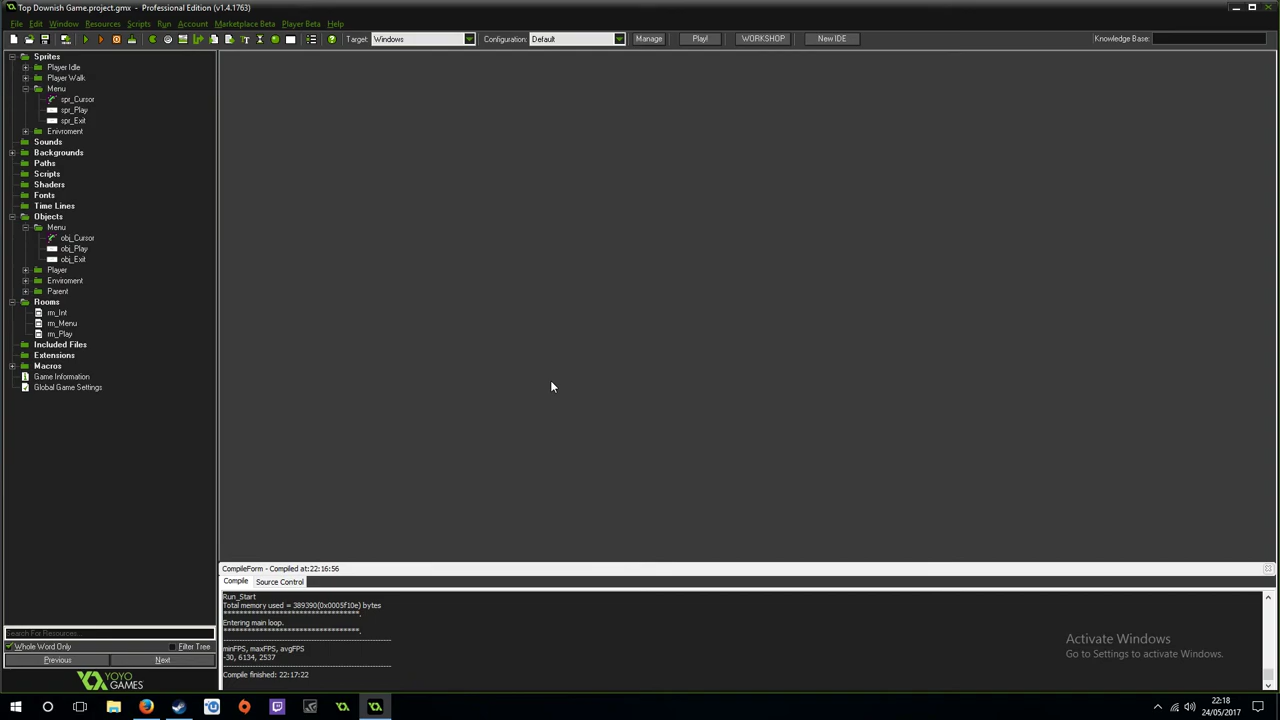 Top Downish Game.project.gmx - Professional Edition (v1.4.1763)
File Edit Window Resources Scripts Run Account Marketplace Beta Player Beta Help
Target: Windows Configuration: Default Manage Play! WORKSHOP New IDE Knowledge Base:
Sprites
Player Idle
Player Walk
Menu
spr_Cursor
spr_Play
spr_Exit
Enviroment
Sounds
Backgrounds
Paths
Scripts
Shaders
Fonts
Time Lines
Objects
Menu
obj_Cursor
obj_Play
obj_Exit
Player
Enviroment
Parent
Rooms
rm_Int
rm_Menu
rm_Play
Included Files
Extensions
Macros
Game Information
Global Game Settings
CompileForm - Compiled at:22:16:56
Compile Source Control
Run_Start
Total memory used = 389390(0x0005f10e) bytes
**********************************.
Entering main loop.
**********************************.
minFPS, maxFPS, avgFPS
-30, 6134, 2537
Compile finished: 22:17:22
Search For Resources...
Whole Word Only Filter Tree
Previous Next
YOYO GAMES
Activate Windows
Go to Settings to activate Windows.
22:18
24/05/2017